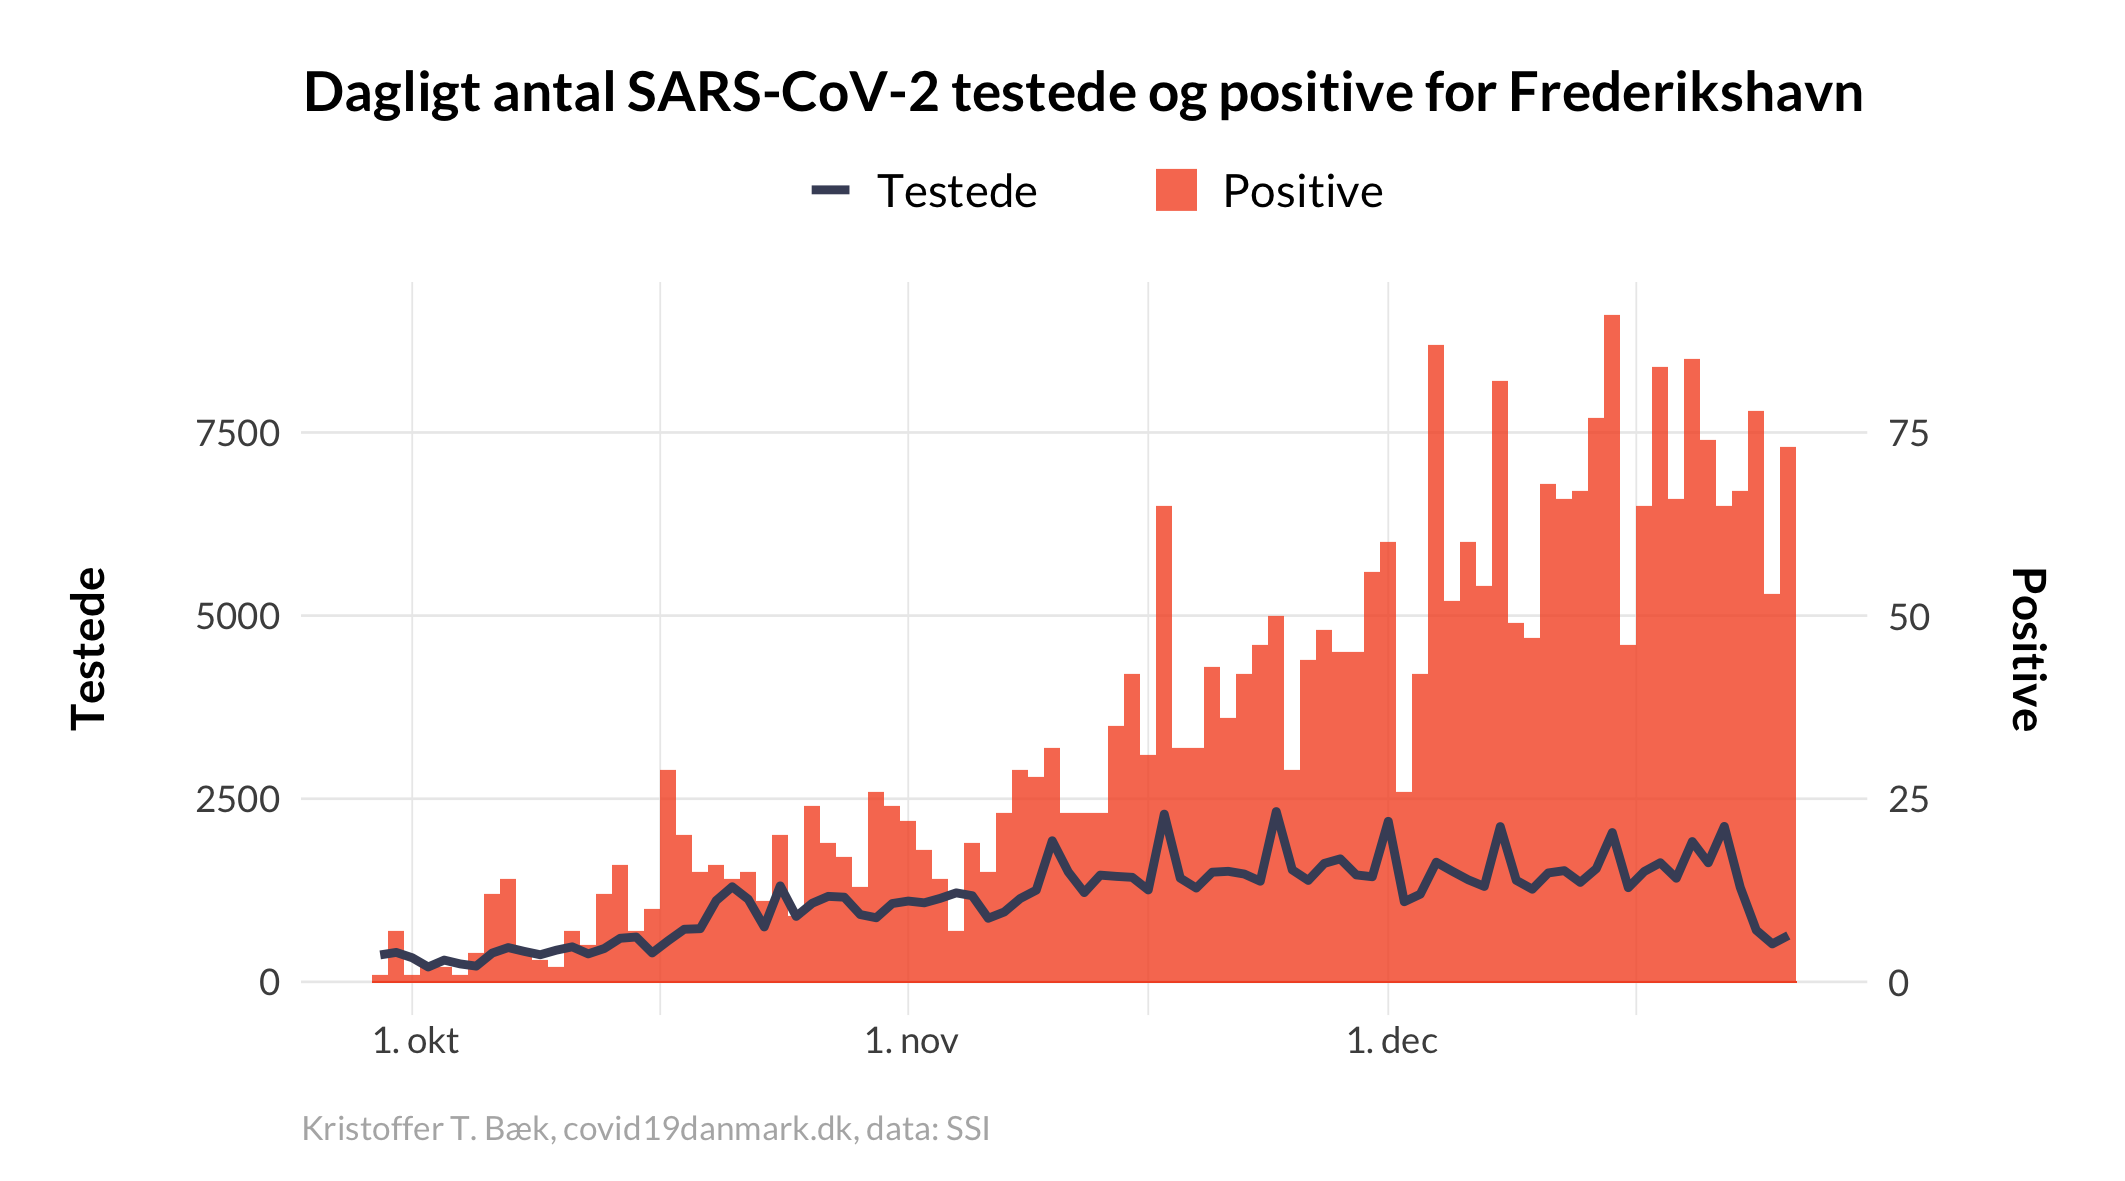 Dagligt antal SARS-CoV-2 testede og positive for Frederikshavn
Testede
Positive
Testede
7500
5000
2500
0
75
50
25
0
Positive
1. okt
1. nov
1. dec
Kristoffer T. Bæk, covid19danmark.dk, data: SSI